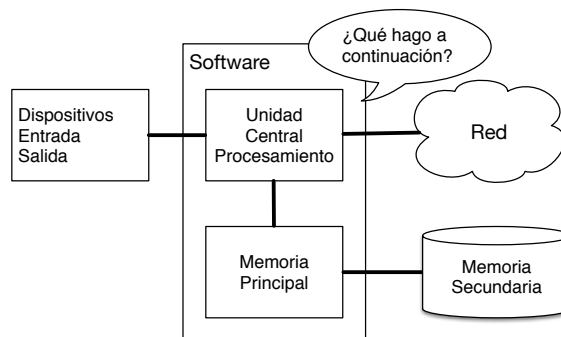 ¿Qué hago a
continuación?
Software
Dispositivos
Entrada
Salida
Unidad
Central
Procesamiento
Red
Memoria
Principal
Memoria
Secundaria